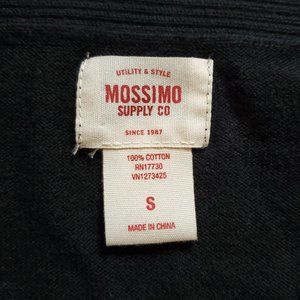 UTILITY & STYLE
MOSSIMO
SUPPLY CO
SINCE 1987
100% COTTON
RN17730
VN1273425
S
MADE IN CHINA